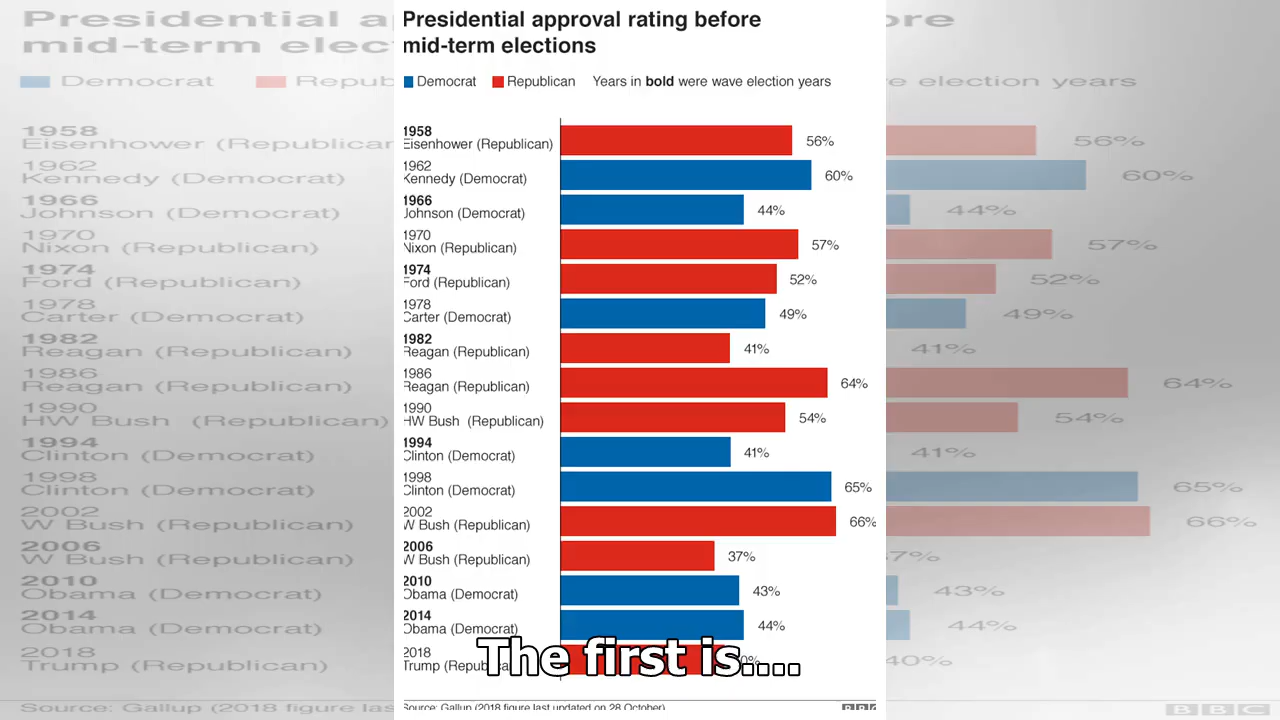 Presidential approval rating before
mid-term elections
Democrat Republican Years in bold were wave election years
1958
Eisenhower (Republican) 56%
1962
Kennedy (Democrat) 60%
1966
Johnson (Democrat) 44%
1970
Nixon (Republican) 57%
1974
Ford (Republican) 52%
1978
Carter (Democrat) 49%
1982
Reagan (Republican) 41%
1986
Reagan (Republican) 64%
1990
HW Bush (Republican) 54%
1994
Clinton (Democrat) 41%
1998
Clinton (Democrat) 65%
2002
W Bush (Republican) 66%
2006
W Bush (Republican) 37%
2010
Obama (Democrat) 43%
2014
Obama (Democrat) 44%
2018
Trump (Republican) 40%
The first is....
Source: Gallup (2018 figure last updated on 28 October) BBC